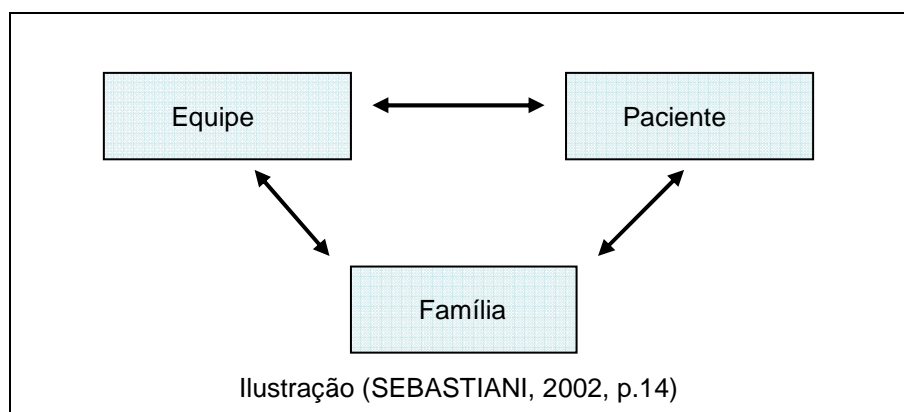 Equipe
Paciente
Família
Ilustração (SEBASTIANI, 2002, p.14)